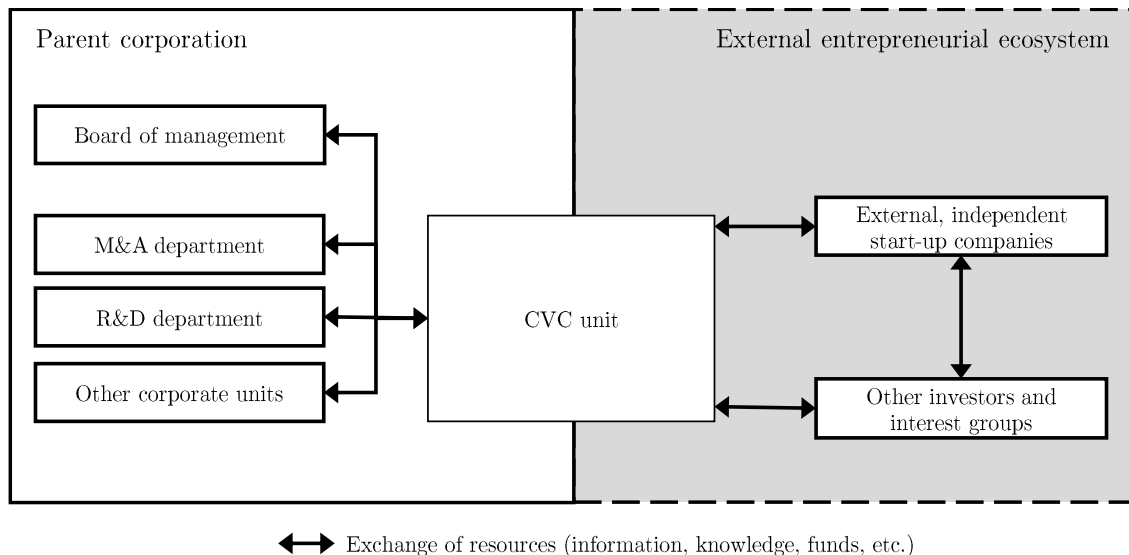 Parent corporation
External entrepreneurial ecosystem
Board of management
M&A department
R&D department
Other corporate units
CVC unit
External, independent
start-up companies
Other investors and
interest groups
Exchange of resources (information, knowledge, funds, etc.)